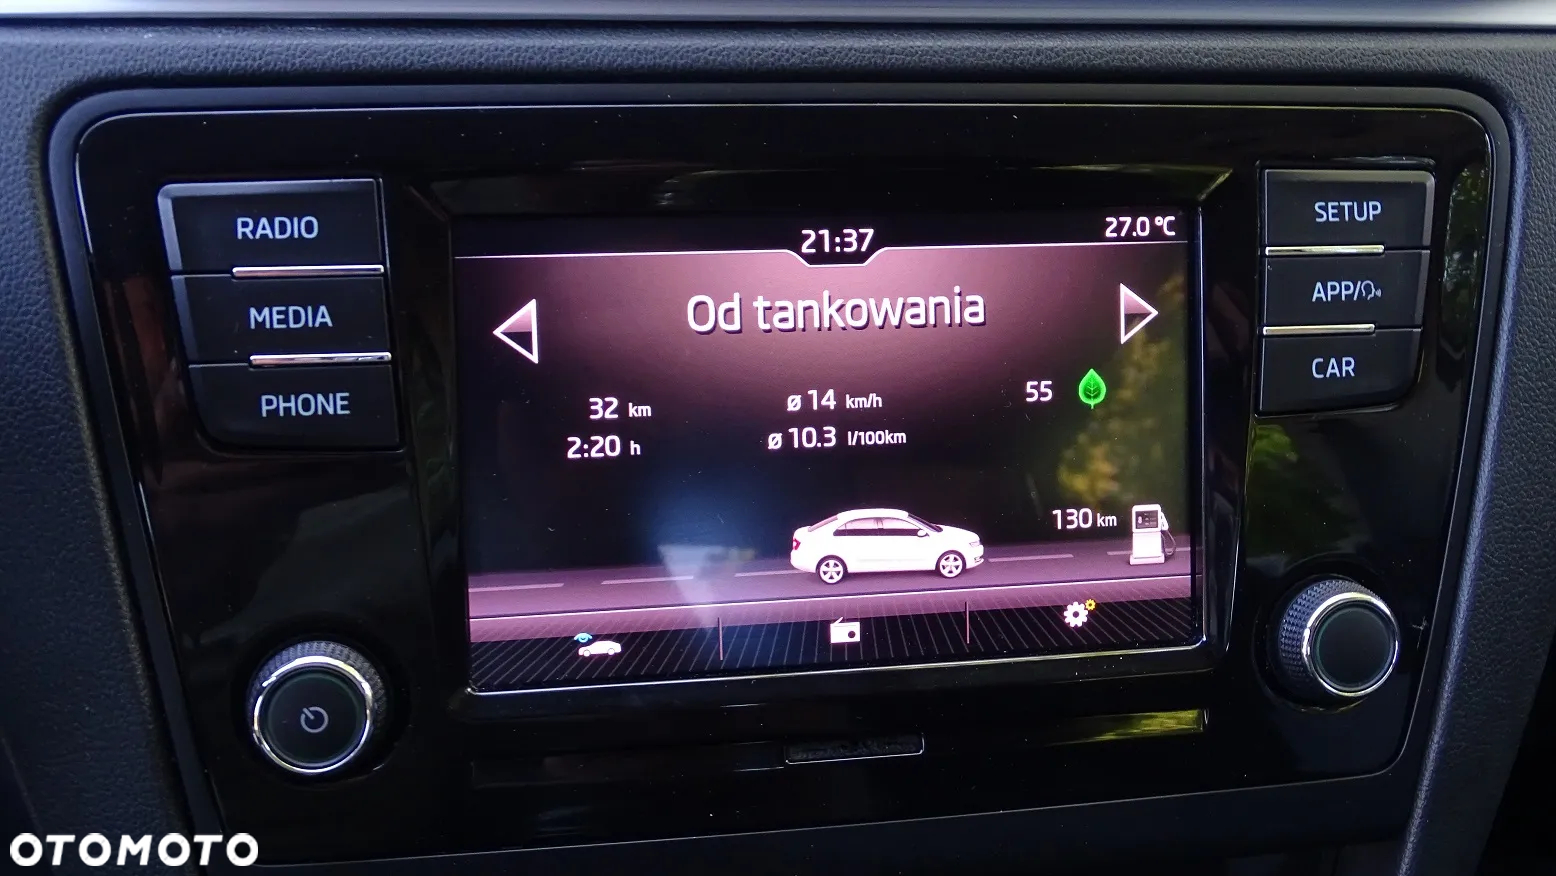 RADIO
MEDIA
PHONE
21:37
27.0 °C
Od tankowania
32 km
2:20 h
ø 14 km/h
ø 10.3 l/100km
55
130 km
SETUP
APP/
CAR
OTOMOTO